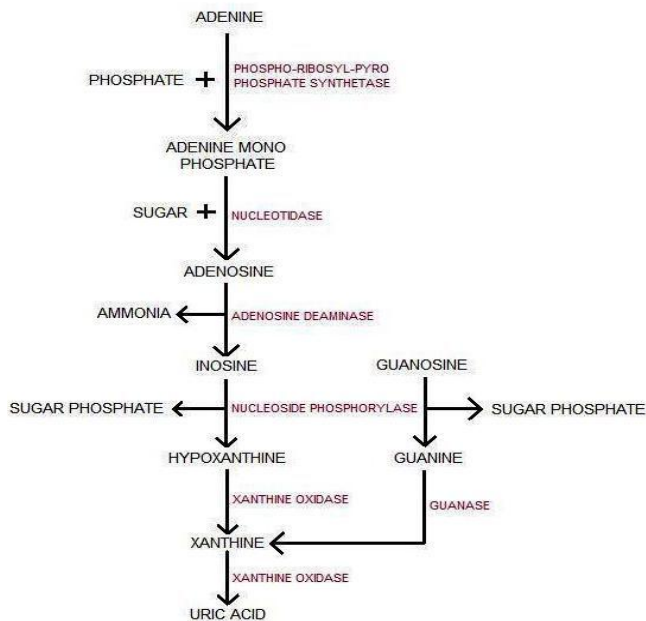 ADENINE
PHOSPHATE +
PHOSPHO-RIBOSYL-PYRO
PHOSPHATE SYNTHETASE
ADENINE MONO
PHOSPHATE
SUGAR +
NUCLEOTIDASE
ADENOSINE
AMMONIA
ADENOSINE DEAMINASE
INOSINE
GUANOSINE
SUGAR PHOSPHATE
NUCLEOSIDE PHOSPHORYLASE
SUGAR PHOSPHATE
HYPOXANTHINE
GUANINE
XANTHINE OXIDASE
GUANASE
XANTHINE
XANTHINE OXIDASE
URIC ACID